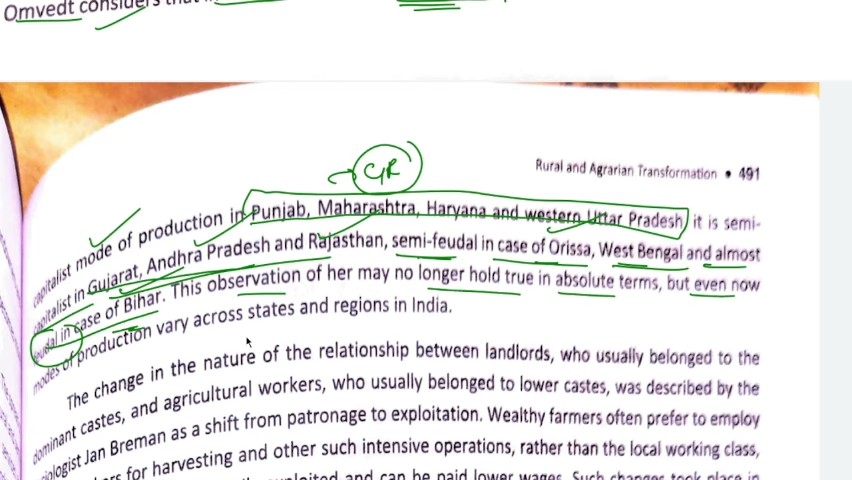 Omvedt considers that
GR
Rural and Agrarian Transformation • 491
capitalist mode of production in Punjab, Maharashtra, Haryana and western Uttar Pradesh, it is semi-
capitalist in Gujarat, Andhra Pradesh and Rajasthan, semi-feudal in case of Orissa, West Bengal and almost
feudal in case of Bihar. This observation of her may no longer hold true in absolute terms, but even now
modes of production vary across states and regions in India.
The change in the nature of the relationship between landlords, who usually belonged to the
dominant castes, and agricultural workers, who usually belonged to lower castes, was described by the
iologist Jan Breman as a shift from patronage to exploitation. Wealthy farmers often prefer to employ
for harvesting and other such intensive operations, rather than the local working class,
and can be paid lower wages. Such changes took place in